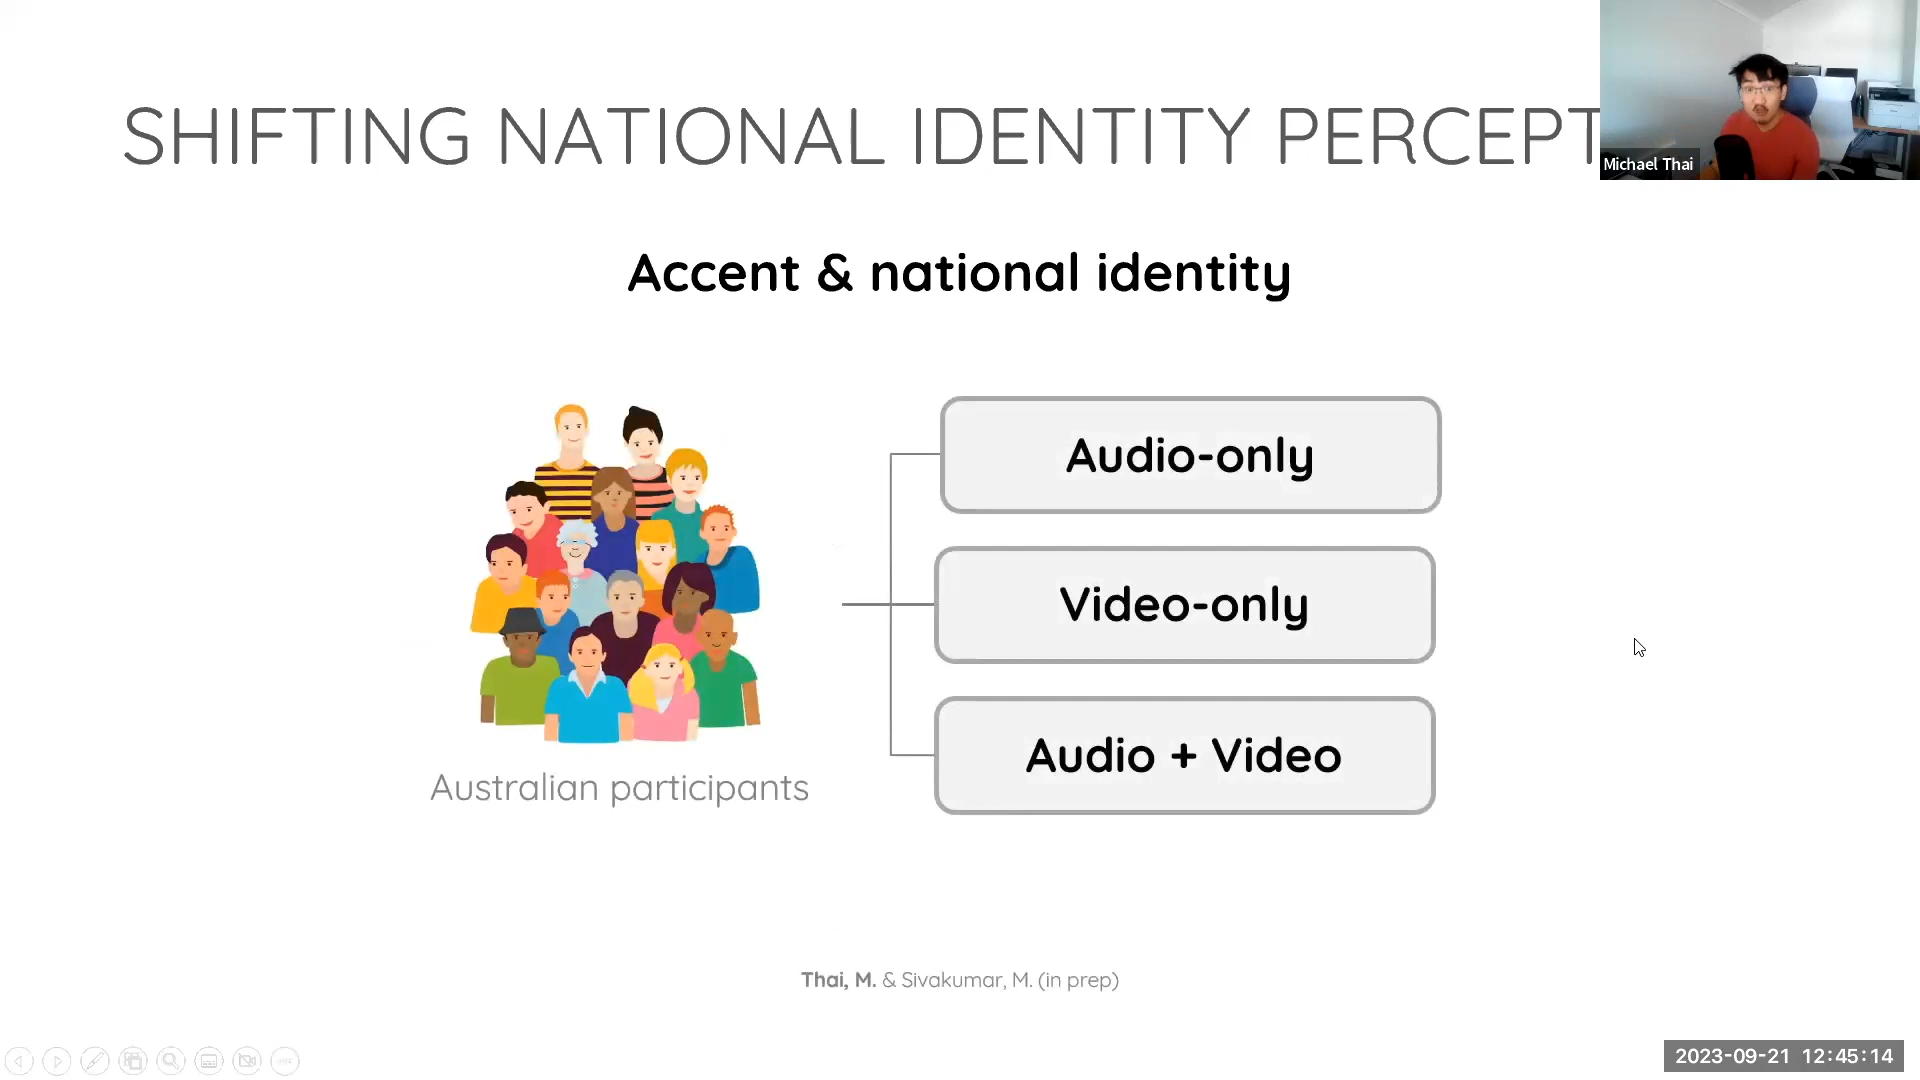 SHIFTING NATIONAL IDENTITY PERCEPT
Michael Thai
Accent & national identity
Audio-only
Video-only
Audio + Video
Australian participants
Thai, M. & Sivakumar, M. (in prep)
2023-09-21 12:45:14